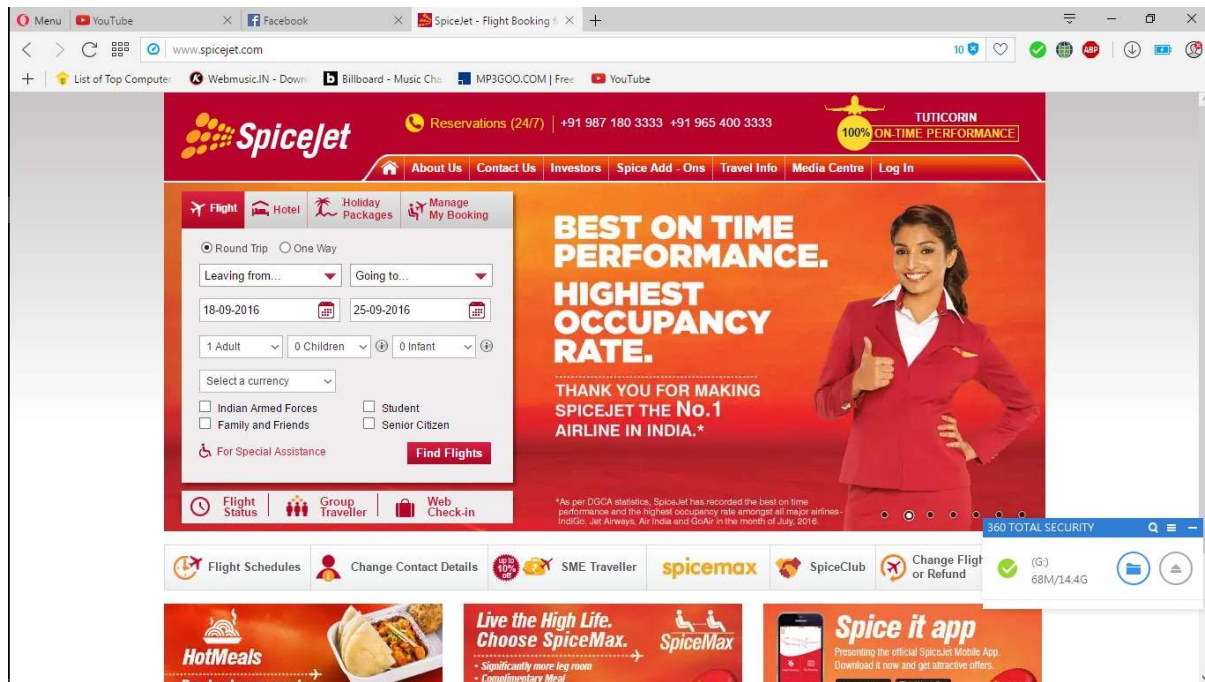 Menu
YouTube
Facebook
SpiceJet - Flight Booking f
www.spicejet.com
10
ABP
List of Top Computer
Webmusic.IN - Down
Billboard - Music Cha
MP3GOO.COM | Free
YouTube
SpiceJet
Reservations (24/7) | +91 987 180 3333 +91 965 400 3333
TUTICORIN
100% ON-TIME PERFORMANCE
About Us
Contact Us
Investors
Spice Add - Ons
Travel Info
Media Centre
Log In
Flight
Hotel
Holiday
Packages
Manage
My Booking
Round Trip
One Way
Leaving from...
Going to...
18-09-2016
25-09-2016
1 Adult
0 Children
0 Infant
Select a currency
Indian Armed Forces
Student
Family and Friends
Senior Citizen
For Special Assistance
Find Flights
Flight
Status
Group
Traveller
Web
Check-in
BEST ON TIME
PERFORMANCE.
HIGHEST
OCCUPANCY
RATE.
THANK YOU FOR MAKING
SPICEJET THE No.1
AIRLINE IN INDIA.*
*As per DGCA statistics, SpiceJet has recorded the best on time
performance and the highest occupancy rate amongst all major airlines-
IndiGo, Jet Airways, Air India and GoAir in the month of July, 2016.
360 TOTAL SECURITY
(G:)
68M/14.4G
Flight Schedules
Change Contact Details
up to
10%
off
SME Traveller
spicemax
SpiceClub
Change Fligh
or Refund
HotMeals
Live the High Life.
Choose SpiceMax.
• Significantly more leg room
• Complimentary Meal
SpiceMax
Spice it app
Presenting the official SpiceJet Mobile App.
Download it now and get attractive offers.